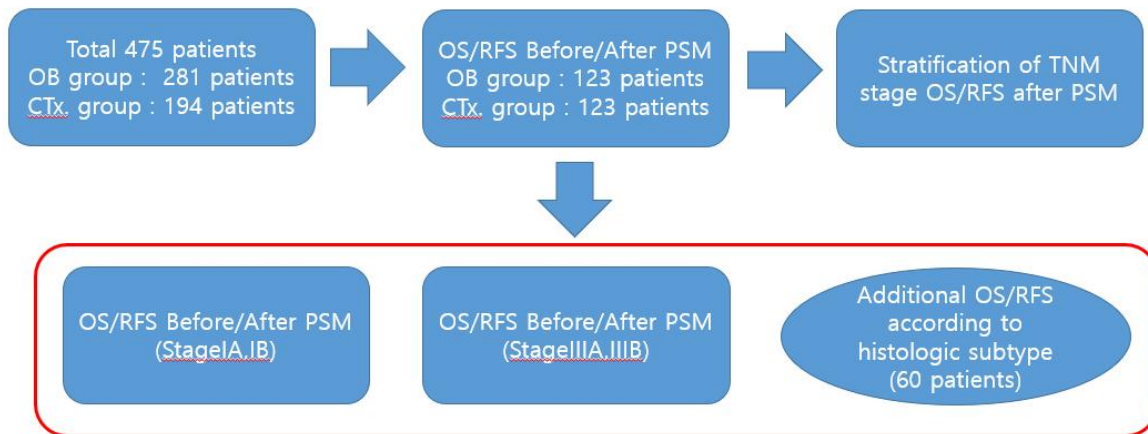 Total 475 patients
OB group : 281 patients
CTx. group : 194 patients
OS/RFS Before/After PSM
OB group : 123 patients
CTx. group : 123 patients
Stratification of TNM
stage OS/RFS after PSM
OS/RFS Before/After PSM
(StageIA,IB)
OS/RFS Before/After PSM
(StageIIIA,IIIB)
Additional OS/RFS
according to
histologic subtype
(60 patients)